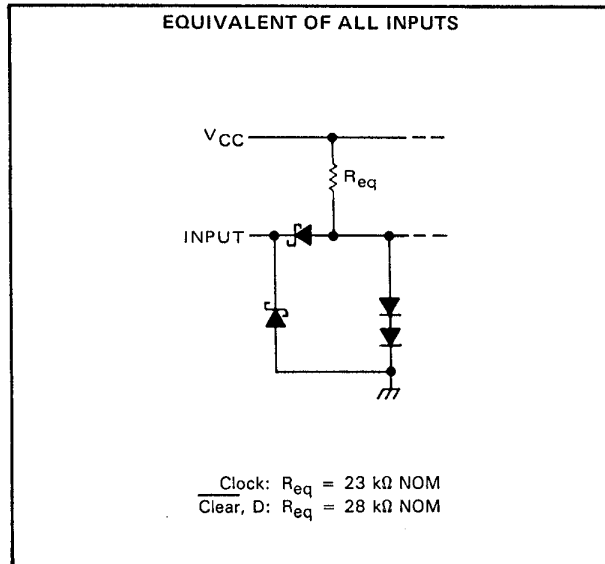 EQUIVALENT OF ALL INPUTS
VCC
Req
INPUT
Clock: Req = 23 kΩ NOM
Clear, D: Req = 28 kΩ NOM